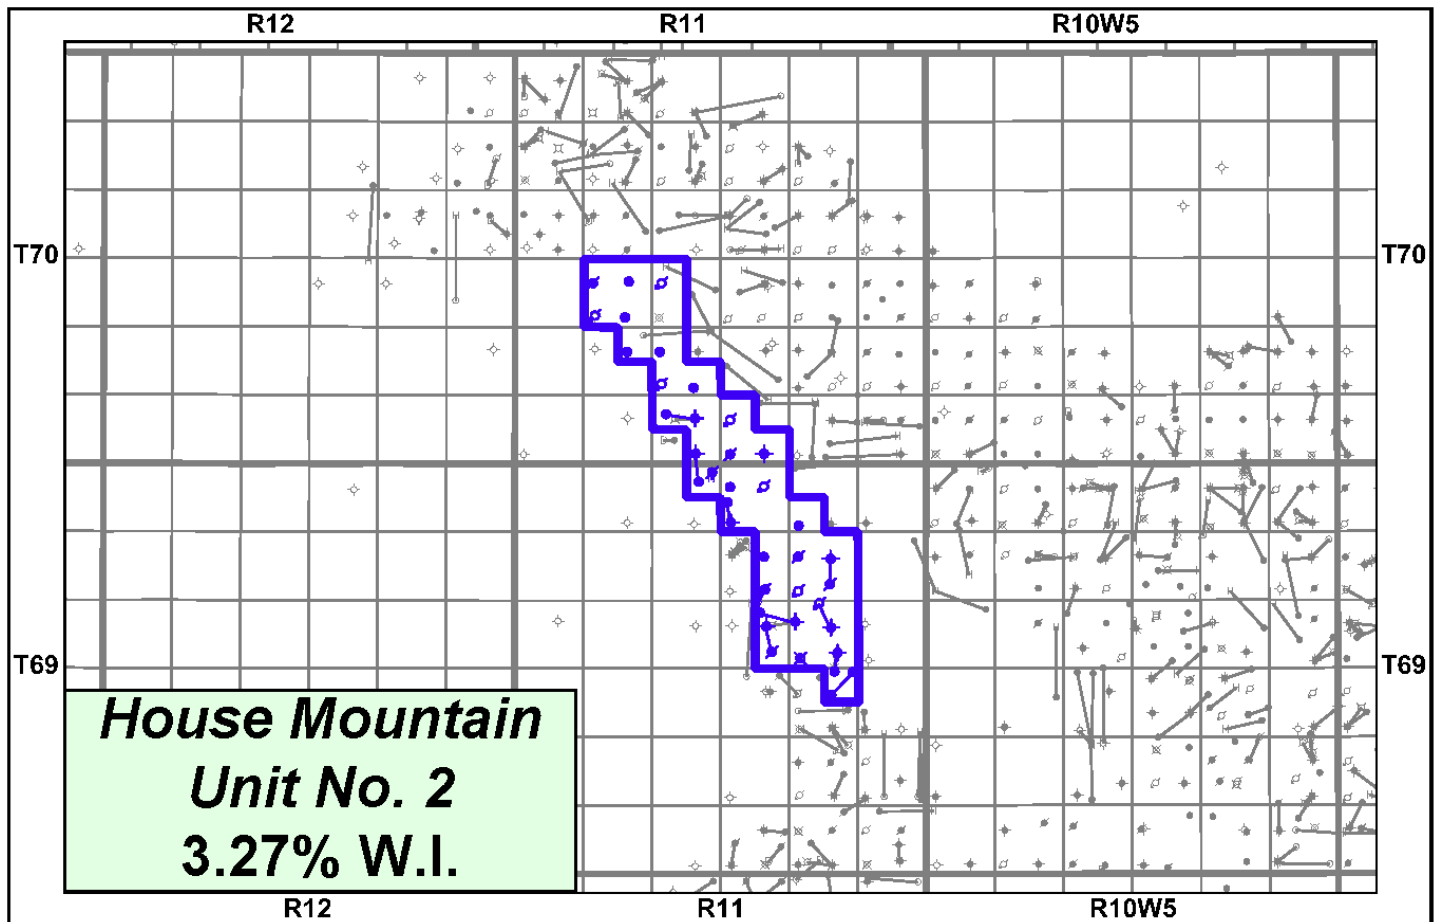 R12 R11 R10W5
T70 T70
T69 T69
House Mountain
Unit No. 2
3.27% W.I.
R12 R11 R10W5